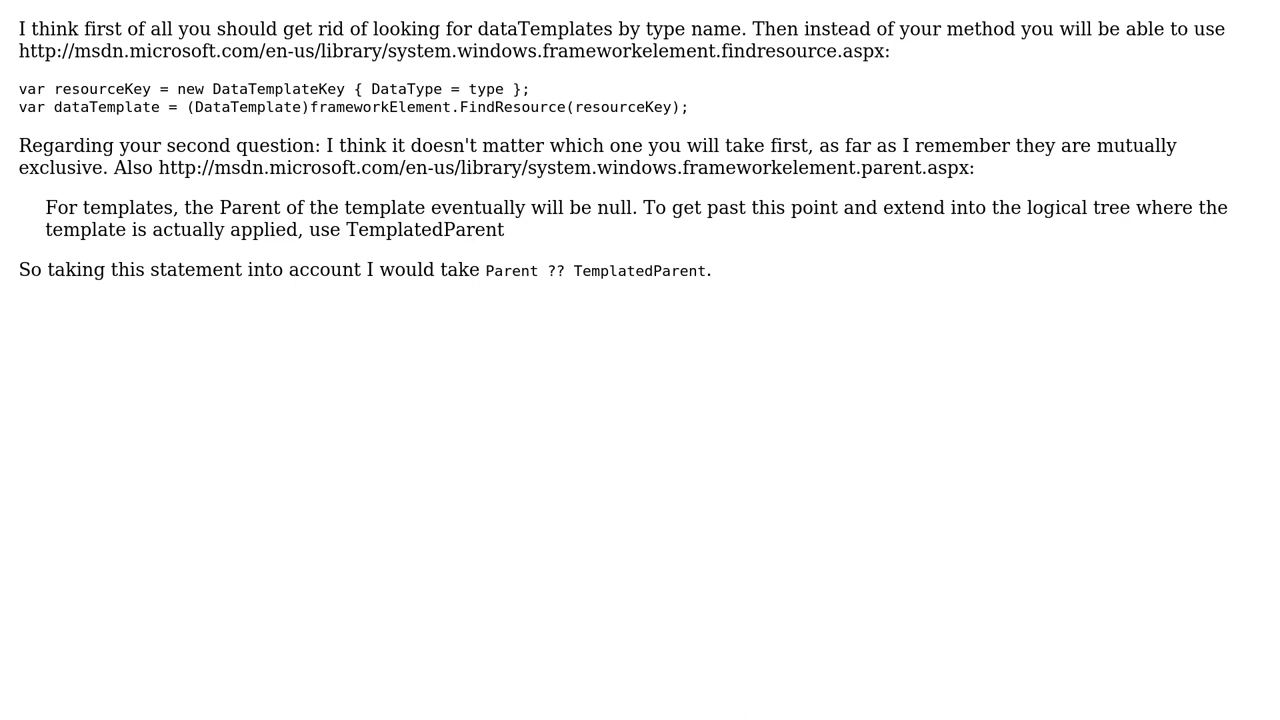 I think first of all you should get rid of looking for dataTemplates by type name. Then instead of your method you will be able to use
http://msdn.microsoft.com/en-us/library/system.windows.frameworkelement.findresource.aspx:
var resourceKey = new DataTemplateKey { DataType = type };
var dataTemplate = (DataTemplate)frameworkElement.FindResource(resourceKey);
Regarding your second question: I think it doesn't matter which one you will take first, as far as I remember they are mutually
exclusive. Also http://msdn.microsoft.com/en-us/library/system.windows.frameworkelement.parent.aspx:
For templates, the Parent of the template eventually will be null. To get past this point and extend into the logical tree where the
template is actually applied, use TemplatedParent
So taking this statement into account I would take Parent ?? TemplatedParent.